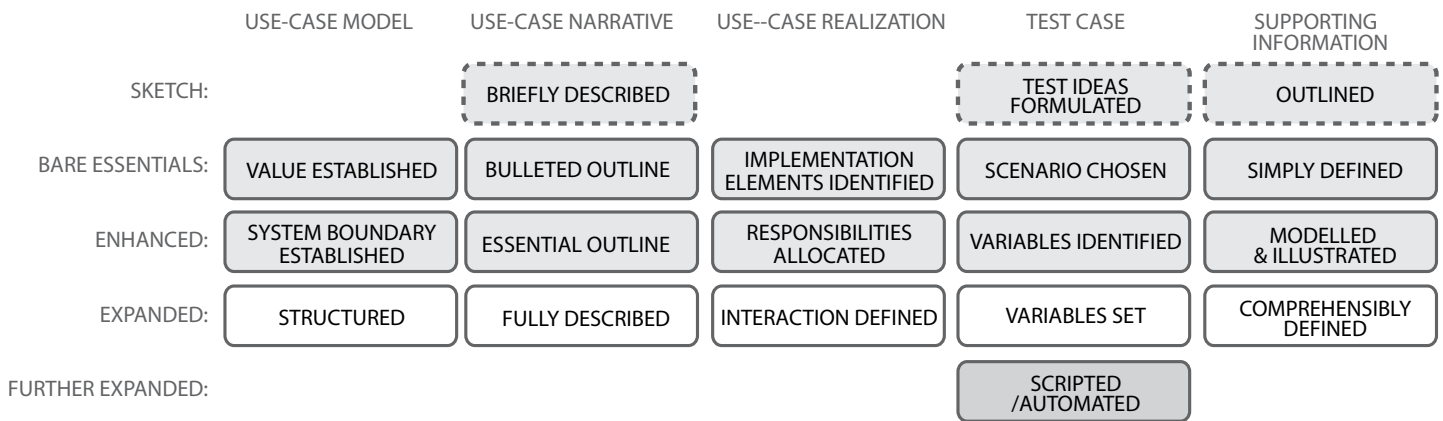 USE-CASE MODEL
USE-CASE NARRATIVE
USE--CASE REALIZATION
TEST CASE
SUPPORTING
INFORMATION
SKETCH:
BRIEFLY DESCRIBED
TEST IDEAS
FORMULATED
OUTLINED
BARE ESSENTIALS:
VALUE ESTABLISHED
BULLETED OUTLINE
IMPLEMENTATION
ELEMENTS IDENTIFIED
SCENARIO CHOSEN
SIMPLY DEFINED
ENHANCED:
SYSTEM BOUNDARY
ESTABLISHED
ESSENTIAL OUTLINE
RESPONSIBILITIES
ALLOCATED
VARIABLES IDENTIFIED
MODELLED
& ILLUSTRATED
EXPANDED:
STRUCTURED
FULLY DESCRIBED
INTERACTION DEFINED
VARIABLES SET
COMPREHENSIBLY
DEFINED
FURTHER EXPANDED:
SCRIPTED
/AUTOMATED